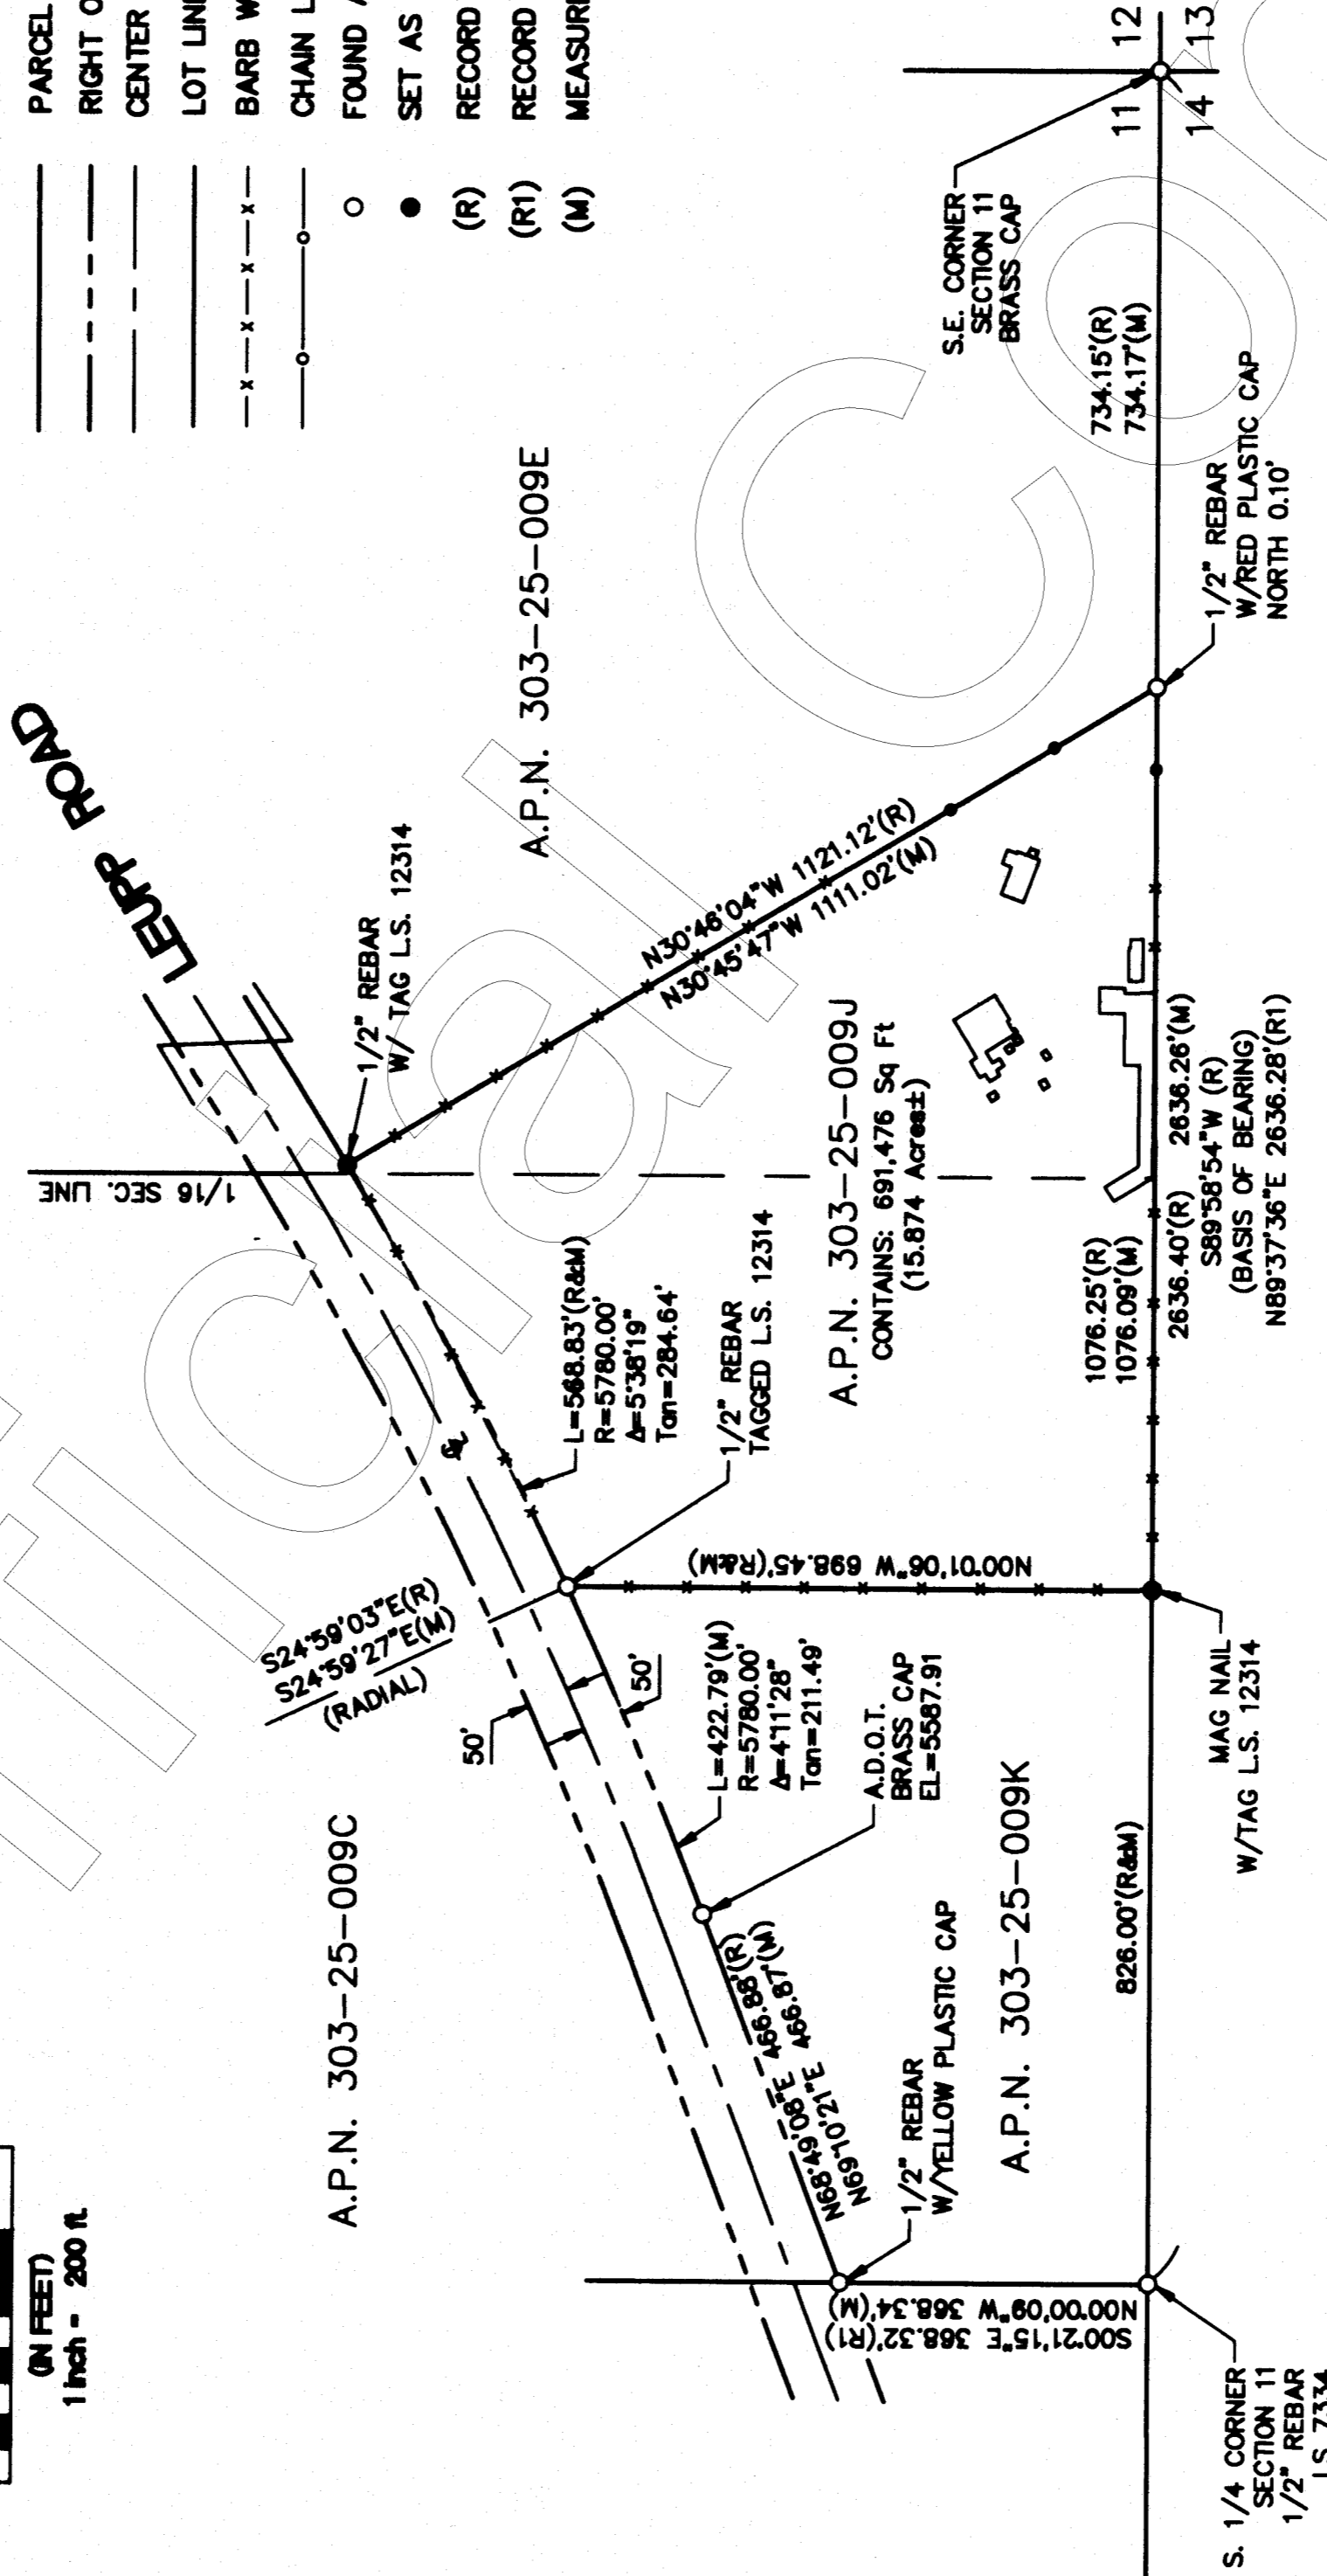 (IN FEET)
1 inch = 200 ft.
PARCEL
RIGHT O
CENTER
LOT LINE
BARB W
CHAIN L
FOUND A
SET AS
(R) RECORD
(R1) RECORD
(M) MEASURE
LEUPP ROAD
1/16 SEC. LINE
1/2" REBAR
W/ TAG L.S. 12314
A.P.N. 303-25-009E
A.P.N. 303-25-009C
S24°59'03"E(R)
S24°59'27"E(M)
(RADIAL)
50'
50'
L=568.83'(R&M)
R=5780.00'
Δ=5°38'19"
Tan=284.64'
1/2" REBAR
TAGGED L.S. 12314
N30°46'04"W 1121.12'(R)
N30°45'47"W 1111.02'(M)
A.P.N. 303-25-009J
CONTAINS: 691,476 Sq Ft
(15.874 Acres±)
N00°01'06"W 698.45'(R&M)
L=422.79'(M)
R=5780.00'
Δ=4°11'28"
Tan=211.49'
A.D.O.T.
BRASS CAP
EL=5587.91
N68°49'08"E 466.88'(R)
N69°10'21"E 466.87'(M)
1/2" REBAR
W/YELLOW PLASTIC CAP
A.P.N. 303-25-009K
S00°21'15"E 368.32'(R1)
N00°00'09"W 368.34'(M)
826.00'(R&M)
1076.25'(R)
1076.09'(M)
2636.40'(R) 2636.26'(M)
S89°58'54"W (R)
(BASIS OF BEARING)
N89°37'36"E 2636.28'(R1)
734.15'(R)
734.17'(M)
S.E. CORNER
SECTION 11
BRASS CAP
11 12
14 13
1/2" REBAR
W/RED PLASTIC CAP
NORTH 0.10'
MAG NAIL
W/TAG L.S. 12314
S. 1/4 CORNER
SECTION 11
1/2" REBAR
LS 7334